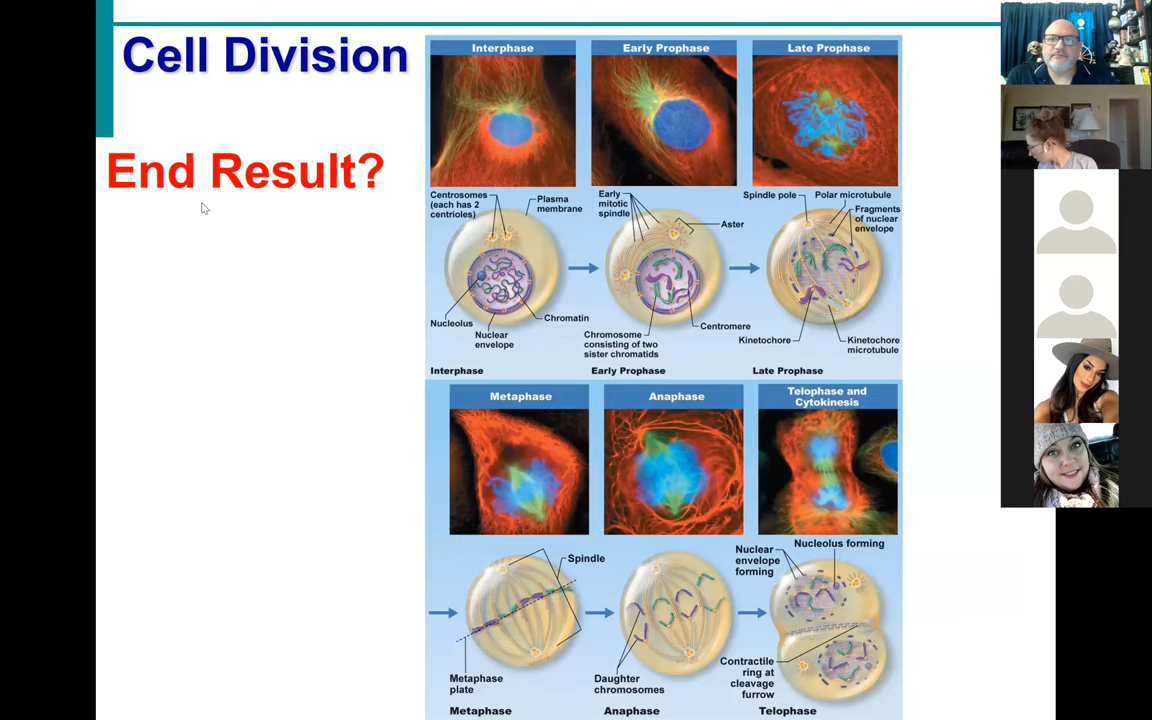 Cell Division
End Result?
Interphase
Early Prophase
Late Prophase
Centrosomes
(each has 2
centrioles)
Plasma
membrane
Early
mitotic
spindle
Aster
Spindle pole
Polar microtubule
Fragments
of nuclear
envelope
Nucleolus
Nuclear
envelope
Chromatin
Chromosome
consisting of two
sister chromatids
Centromere
Kinetochore
Kinetochore
microtubule
Interphase
Early Prophase
Late Prophase
Metaphase
Anaphase
Telophase and
Cytokinesis
Spindle
Metaphase
plate
Daughter
chromosomes
Nuclear
envelope
forming
Nucleolus forming
Contractile
ring at
cleavage
furrow
Metaphase
Anaphase
Telophase